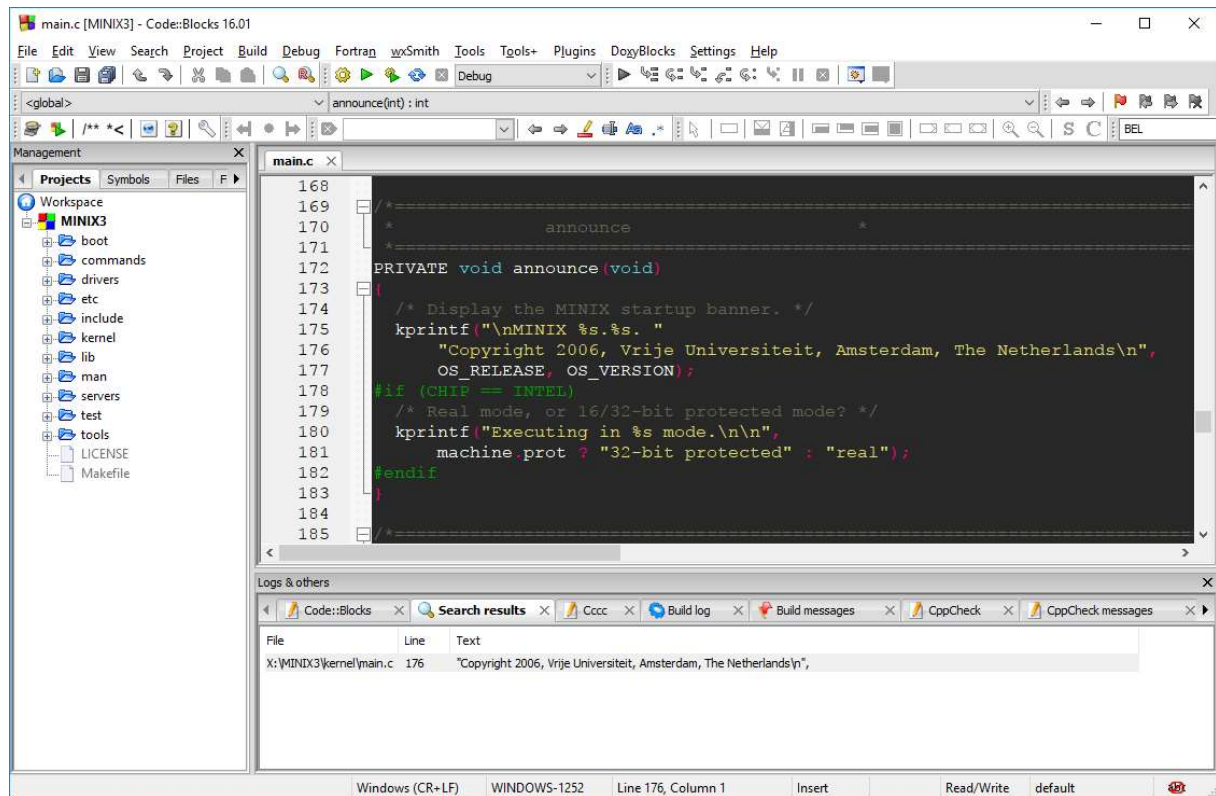 main.c [MINIX3] - Code::Blocks 16.01
File Edit View Search Project Build Debug Fortran wxSmith Tools Tools+ Plugins DoxyBlocks Settings Help
Debug
<global> announce(int) : int
/** *< S C BEL
Management
Projects Symbols Files F
Workspace
MINIX3
boot
commands
drivers
etc
include
kernel
lib
man
servers
test
tools
LICENSE
Makefile
main.c
168
169 /*==============================================================
170 * announce *
171 *==============================================================
172 PRIVATE void announce(void)
173 {
174 /* Display the MINIX startup banner. */
175 kprintf("\nMINIX %s.%s. "
176 "Copyright 2006, Vrije Universiteit, Amsterdam, The Netherlands\n",
177 OS_RELEASE, OS_VERSION);
178 #if (CHIP == INTEL)
179 /* Real mode, or 16/32-bit protected mode? */
180 kprintf("Executing in %s mode.\n\n",
181 machine.prot ? "32-bit protected" : "real");
182 #endif
183 }
184
185 /*==============================================================
Logs & others
Code::Blocks Search results Cccc Build log Build messages CppCheck CppCheck messages
File Line Text
X:\MINIX3\kernel\main.c 176 "Copyright 2006, Vrije Universiteit, Amsterdam, The Netherlands\n",
Windows (CR+LF) WINDOWS-1252 Line 176, Column 1 Insert Read/Write default